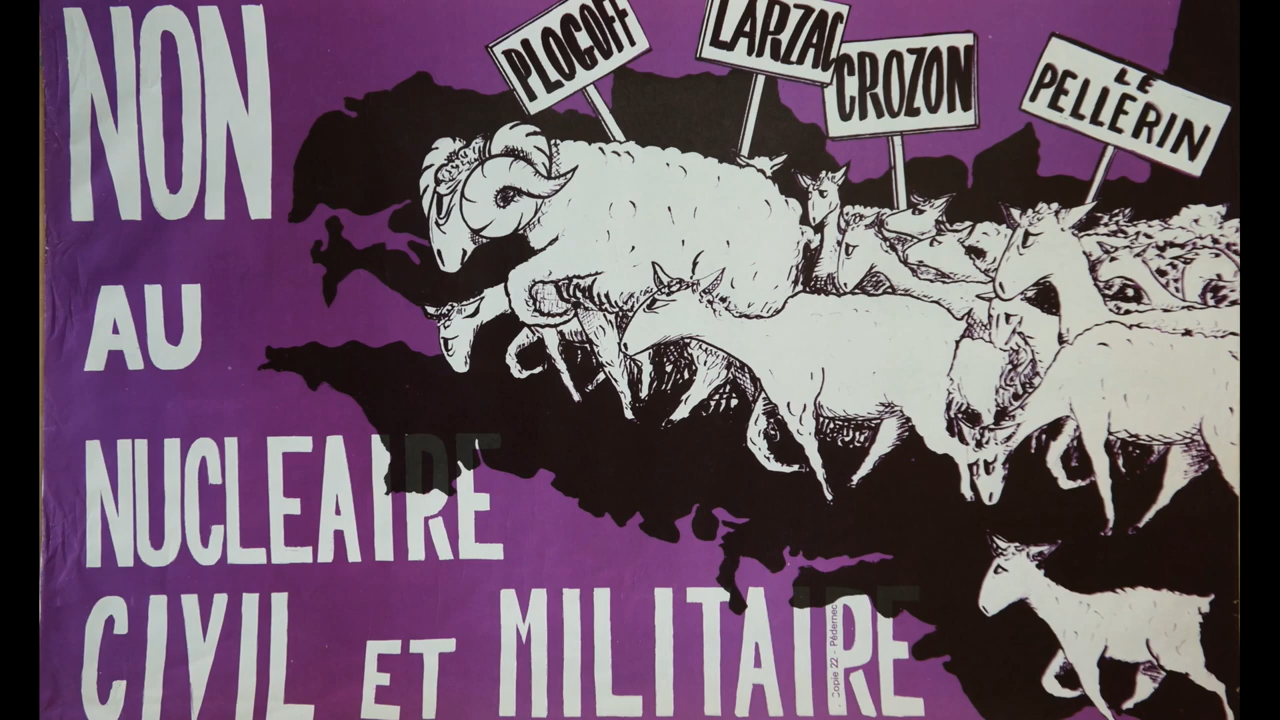 NON
AU
NUCLEAIRE
CIVIL ET MILITAIRE
PLOGOFF
LARZAC
CROZON
LE
PELLERIN
Copie 22 - Pédernec